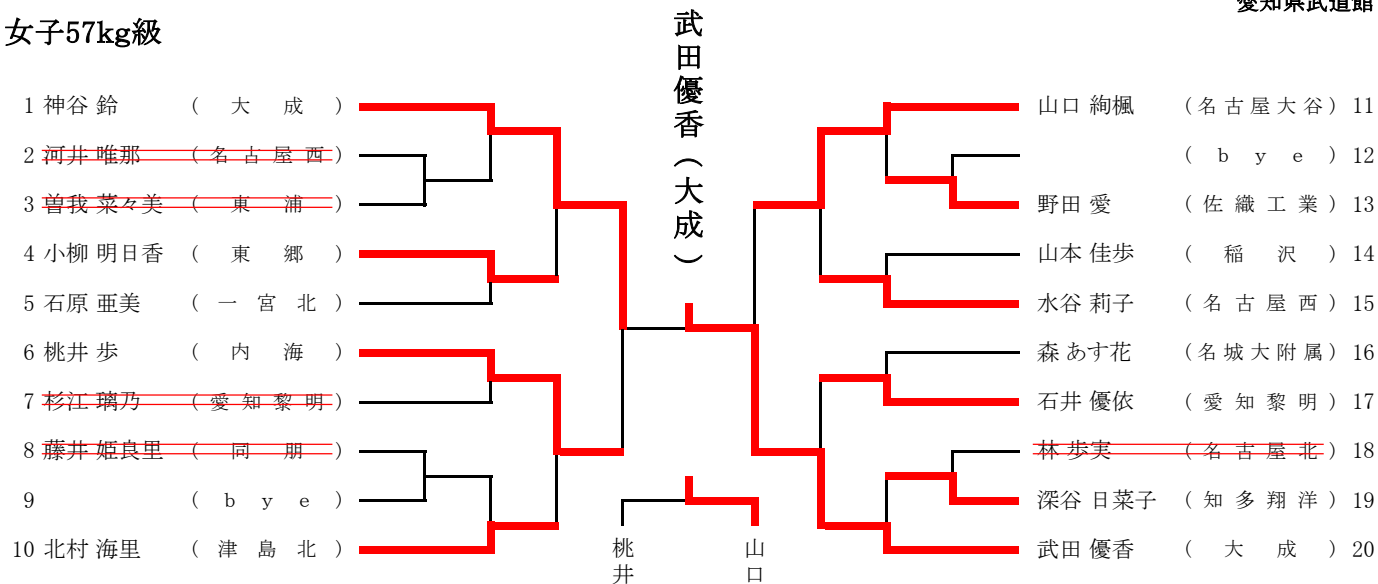 愛知県武道館
女子57kg級
武田優香（大成）
1 神谷 鈴 ( 大 成 )
2 河井 唯那 ( 名 古 屋 西 )
3 曽我 菜々美 ( 東 浦 )
4 小柳 明日香 ( 東 郷 )
5 石原 亜美 ( 一 宮 北 )
6 桃井 歩 ( 内 海 )
7 杉江 璃乃 ( 愛 知 黎 明 )
8 藤井 姫良里 ( 同 朋 )
9 ( b y e )
10 北村 海里 ( 津 島 北 )
山口 絢楓 ( 名 古 屋 大 谷 ) 11
( b y e ) 12
野田 愛 ( 佐 織 工 業 ) 13
山本 佳歩 ( 稲 沢 ) 14
水谷 莉子 ( 名 古 屋 西 ) 15
森 あす花 ( 名 城 大 附 属 ) 16
石井 優依 ( 愛 知 黎 明 ) 17
林 歩実 ( 名 古 屋 北 ) 18
深谷 日菜子 ( 知 多 翔 洋 ) 19
武田 優香 ( 大 成 ) 20
桃井
山口